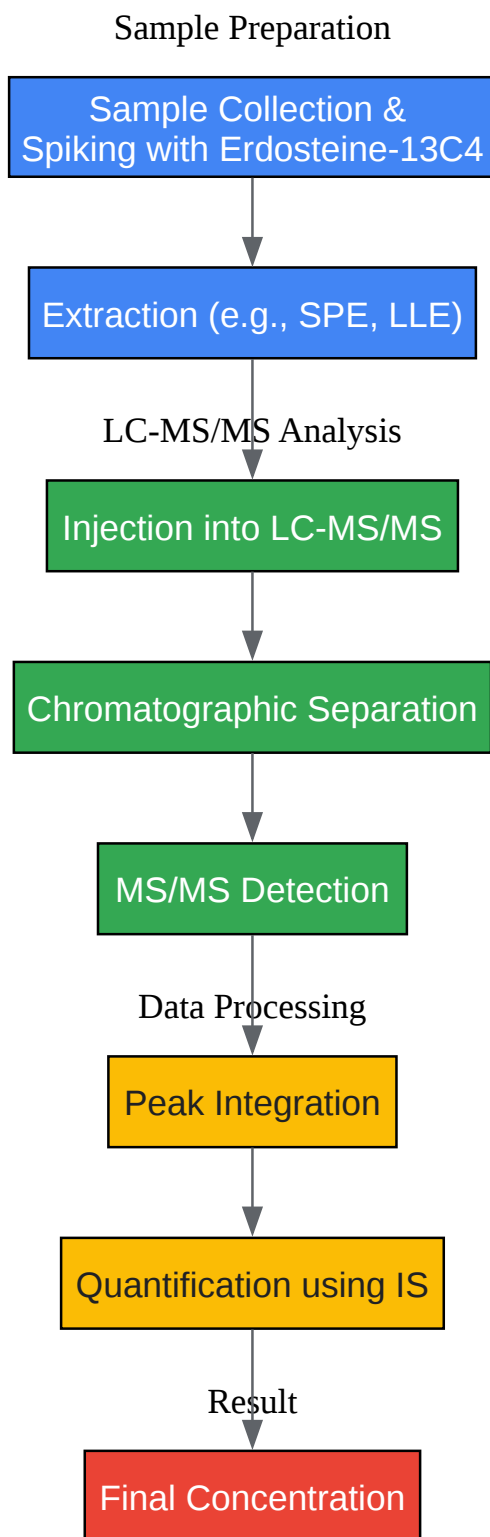 Sample Preparation
Sample Collection &
Spiking with Erdosteine-13C4
Extraction (e.g., SPE, LLE)
LC-MS/MS Analysis
Injection into LC-MS/MS
Chromatographic Separation
MS/MS Detection
Data Processing
Peak Integration
Quantification using IS
Result
Final Concentration